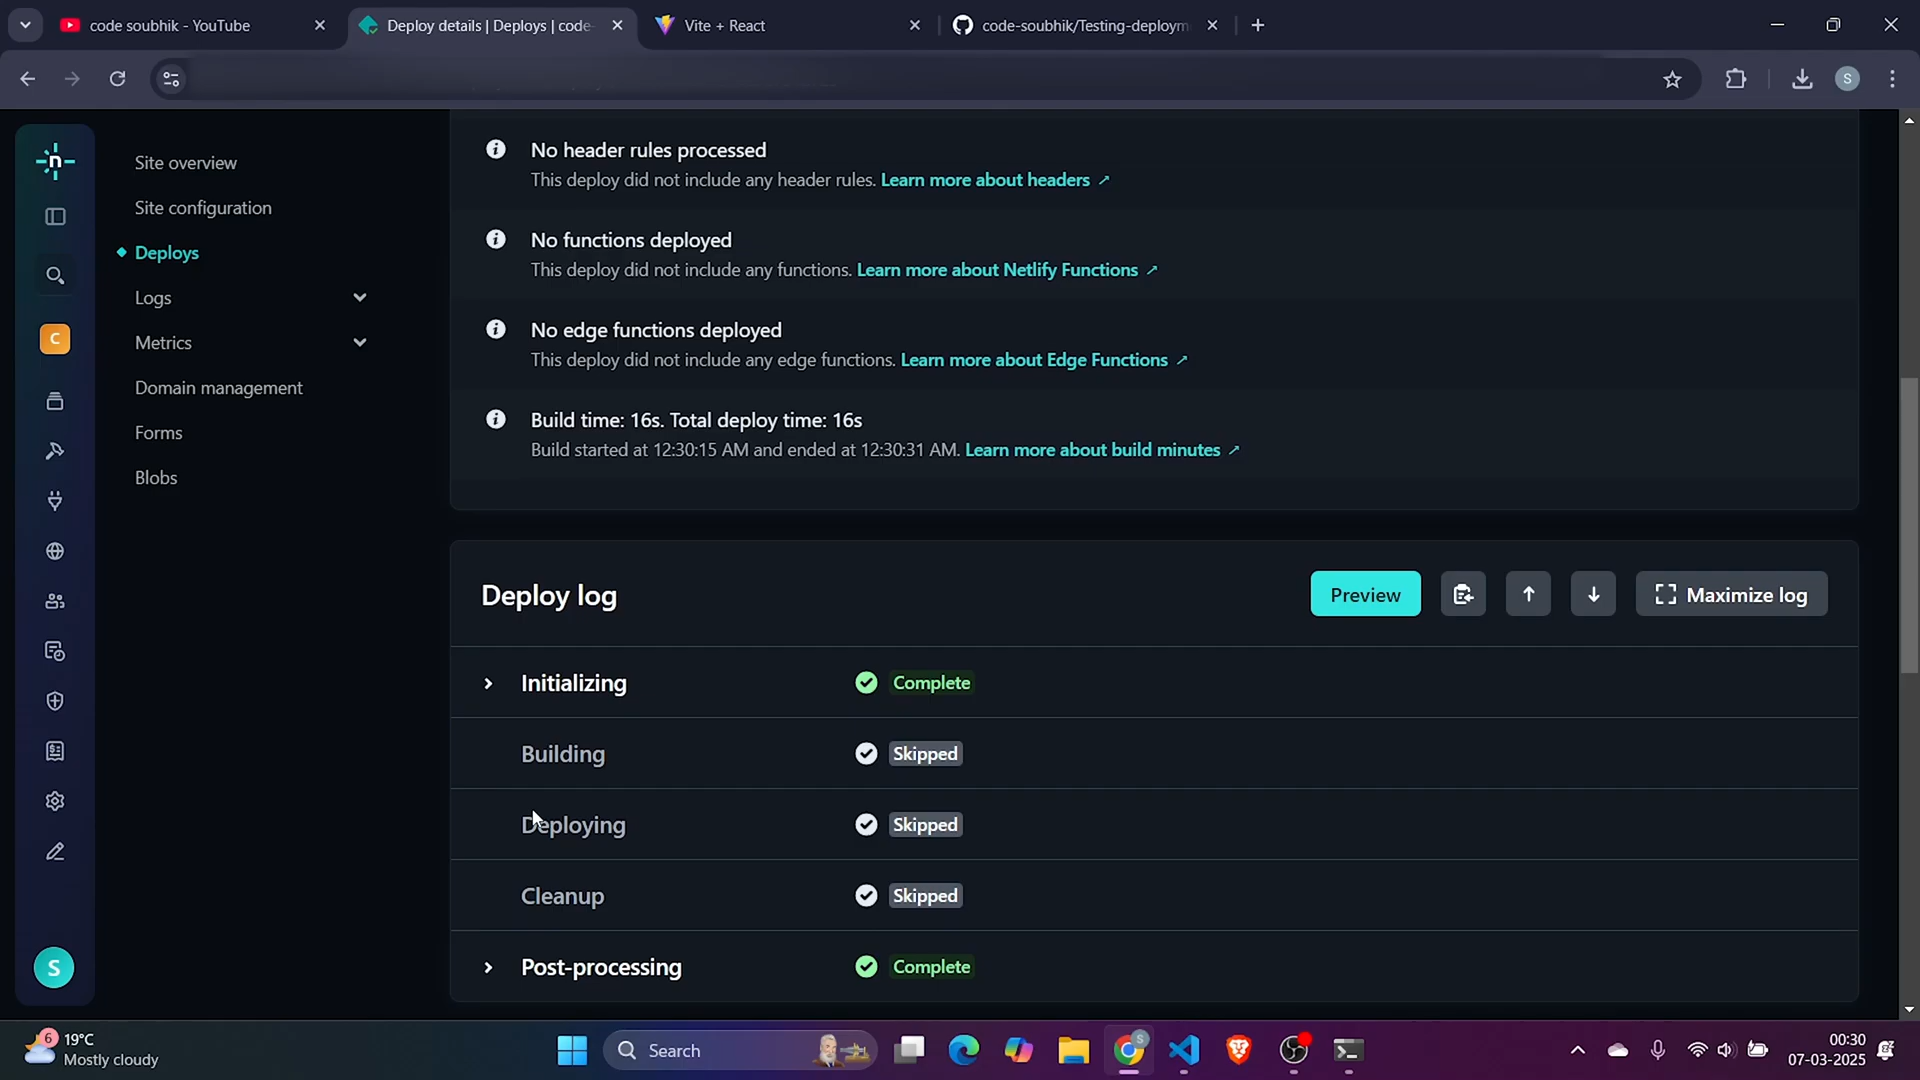 code soubhik - YouTube
Deploy details | Deploys | code-
Vite + React
code-soubhik/Testing-deploym
S
n
Site overview
Site configuration
Deploys
Logs
Metrics
Domain management
Forms
Blobs
C
S
No header rules processed
This deploy did not include any header rules. Learn more about headers ↗
No functions deployed
This deploy did not include any functions. Learn more about Netlify Functions ↗
No edge functions deployed
This deploy did not include any edge functions. Learn more about Edge Functions ↗
Build time: 16s. Total deploy time: 16s
Build started at 12:30:15 AM and ended at 12:30:31 AM. Learn more about build minutes ↗
Deploy log
Preview
Maximize log
Initializing Complete
Building Skipped
Deploying Skipped
Cleanup Skipped
Post-processing Complete
6
19°C
Mostly cloudy
Search
S
00:30
07-03-2025